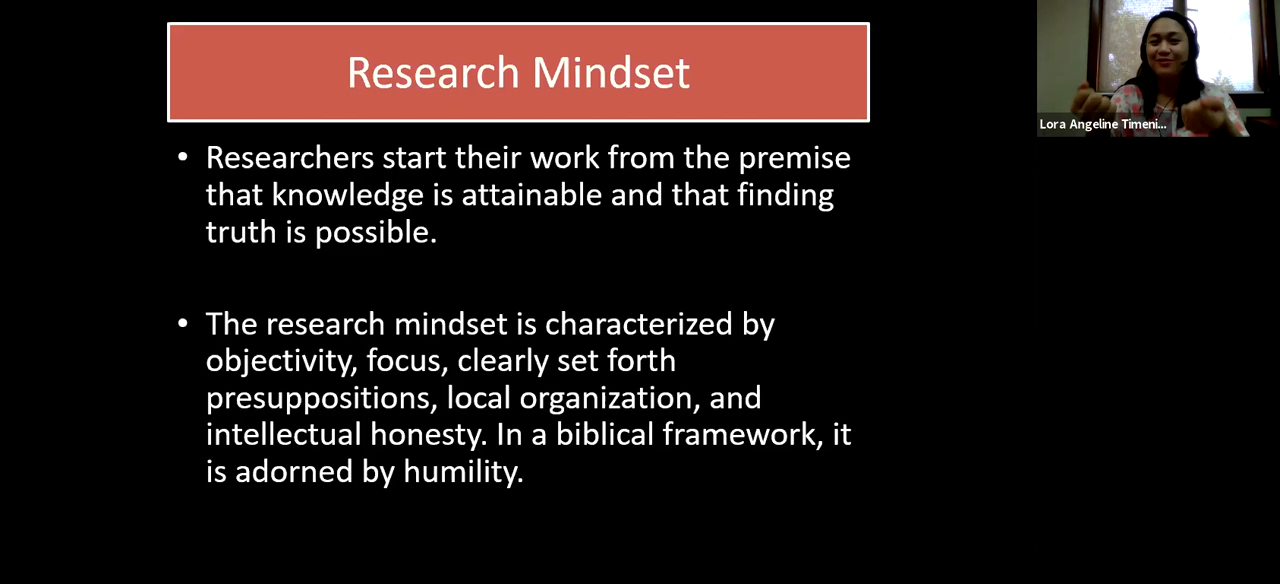 Research Mindset
• Researchers start their work from the premise
that knowledge is attainable and that finding
truth is possible.
• The research mindset is characterized by
objectivity, focus, clearly set forth
presuppositions, local organization, and
intellectual honesty. In a biblical framework, it
is adorned by humility.
Lora Angeline Timeni...